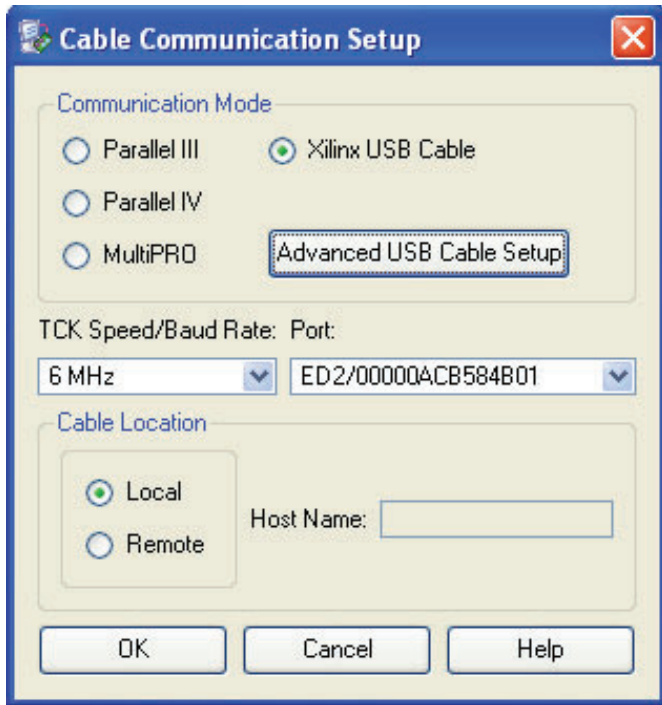 Cable Communication Setup
Communication Mode
Parallel III
Xilinx USB Cable
Parallel IV
MultiPRO
Advanced USB Cable Setup
TCK Speed/Baud Rate: Port:
6 MHz
ED2/00000ACB584B01
Cable Location
Local
Host Name:
Remote
OK
Cancel
Help